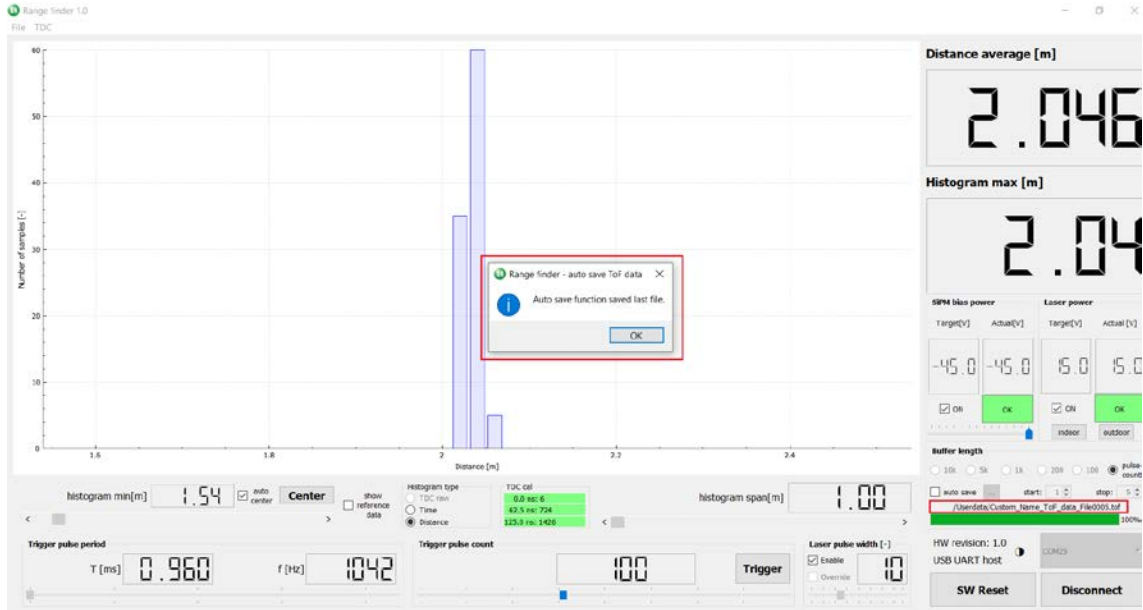 Range finder 1.0
File TDC
60
50
40
30
20
10
0
Number of samples [-]
1.6
1.8
2
2.2
2.4
Distance [m]
Range finder - auto save ToF data
Auto save function saved last file.
OK
Distance average [m]
2.046
Histogram max [m]
2.04
SiPM bias power
Laser power
Target[V] Actual[V] Target[V] Actual [V]
-45.0 -45.0 15.0 15.0
ON OK ON OK
indoor outdoor
Buffer length
10k 5k 1k 200 100 pulse-count
auto save ... start: 1 stop: 5
/Userdata/Custom_Name_ToF_data_File0005.tof
100%
histogram min[m] 1.54 auto center Center show reference data
Histogram type
TDC raw
Time
Distance
TDC cal
0.0 ns: 6
62.5 ns: 724
125.0 ns: 1428
histogram span[m] 1.00
Trigger pulse period
T [ms] 0.960 f [Hz] 1042
Trigger pulse count
100 Trigger
Laser pulse width [-]
Enable
Override
10
HW revision: 1.0
USB UART host
COM29
SW Reset Disconnect